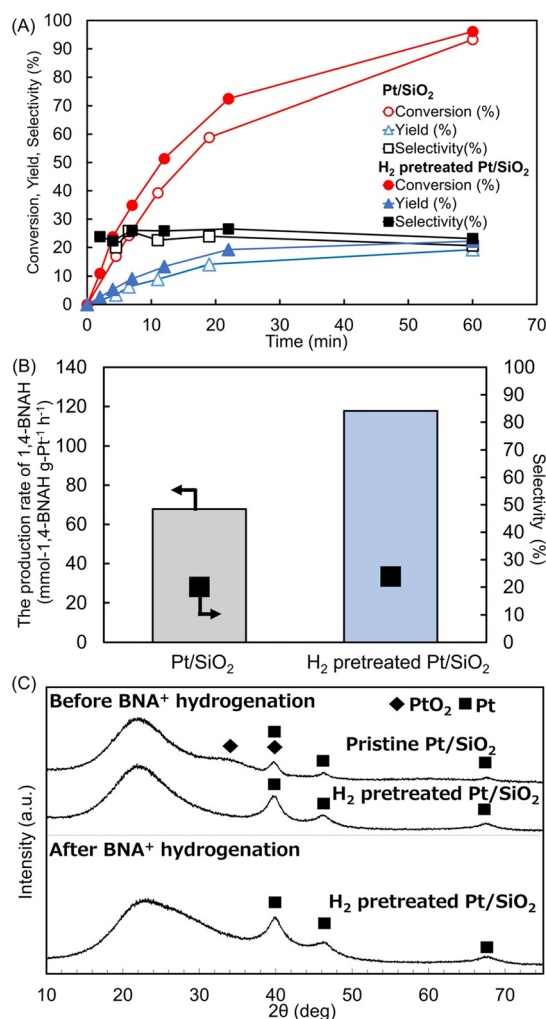 (A)
Conversion, Yield, Selectivity (%)
100
90
80
70
60
50
40
30
20
10
0
Pt/SiO₂
Conversion (%)
Yield (%)
Selectivity(%)
H₂ pretreated Pt/SiO₂
Conversion (%)
Yield (%)
Selectivity(%)
0 10 20 30 40 50 60 70
Time (min)
(B)
The production rate of 1,4-BNAH
(mmol-1,4-BNAH g-Pt⁻¹ h⁻¹)
140
120
100
80
60
40
20
0
100
90
80
70
60
50
40
30
20
10
0
Selectivity (%)
Pt/SiO₂ H₂ pretreated Pt/SiO₂
(C)
Before BNA⁺ hydrogenation
PtO₂ Pt
Pristine Pt/SiO₂
H₂ pretreated Pt/SiO₂
After BNA⁺ hydrogenation
H₂ pretreated Pt/SiO₂
Intensity (a.u.)
10 20 30 40 50 60 70
2θ (deg)